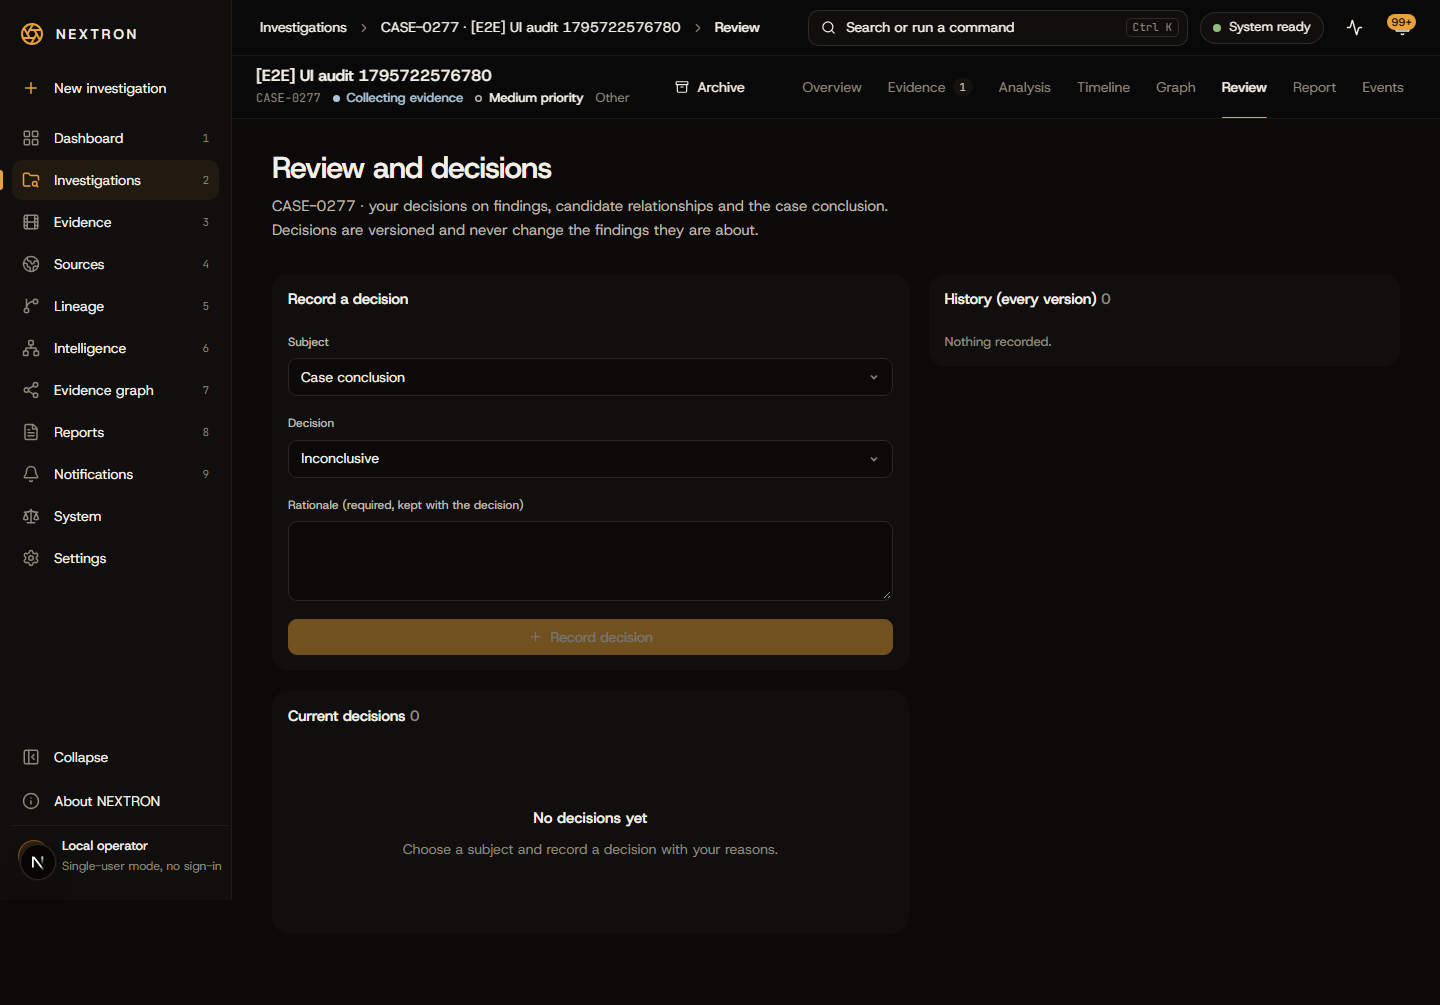 NEXTRON
Investigations
CASE-0277 · [E2E] UI audit 1795722576780
Review
Search or run a command
Ctrl K
System ready
99+
New investigation
Dashboard 1
Investigations 2
Evidence 3
Sources 4
Lineage 5
Intelligence 6
Evidence graph 7
Reports 8
Notifications 9
System
Settings
Collapse
About NEXTRON
N
Local operator
Single-user mode, no sign-in
[E2E] UI audit 1795722576780
CASE-0277 Collecting evidence Medium priority Other
Archive
Overview Evidence 1 Analysis Timeline Graph Review Report Events
Review and decisions
CASE-0277 · your decisions on findings, candidate relationships and the case conclusion.
Decisions are versioned and never change the findings they are about.
Record a decision
Subject
Case conclusion
Decision
Inconclusive
Rationale (required, kept with the decision)
Record decision
Current decisions 0
No decisions yet
Choose a subject and record a decision with your reasons.
History (every version) 0
Nothing recorded.